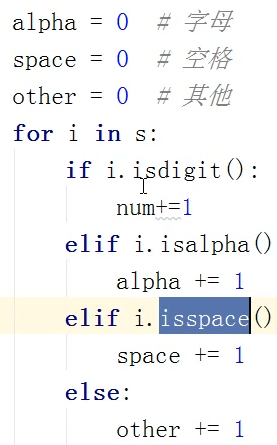 alpha = 0  # 字母
space = 0  # 空格
other = 0  # 其他
for i in s:
    if i.isdigit():
        num+=1
    elif i.isalpha()
        alpha += 1
    elif i.isspace()
        space += 1
    else:
        other += 1